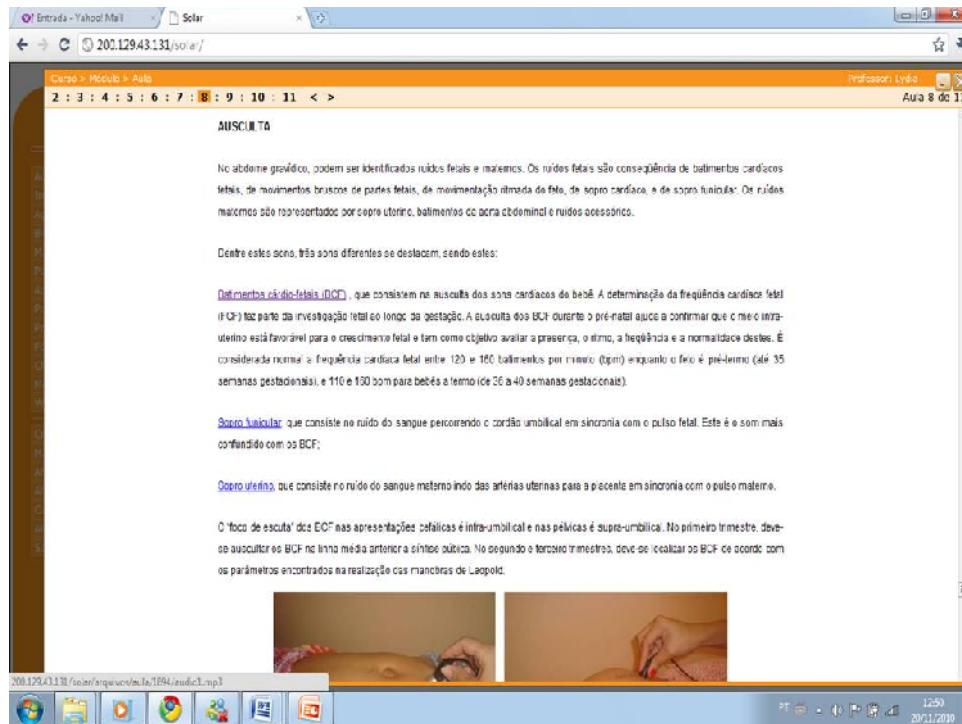 Entrada - Yahoo! Mail
Solar
200.129.43.131/solar/
Curso > Módulo > Aula
Professor: Lydia
2 : 3 : 4 : 5 : 6 : 7 : 8 : 9 : 10 : 11 < >
Aula 8 de 1
AUSCULTA
No abdome gravídico, podem ser identificados ruídos fetais e maternos. Os ruídos fetais são conseqüência de batimentos cardíacos
fetais, de movimentos bruscos de partes fetais, de movimentação ritmada do feto, de sopro cardíaco, e de sopro funicular. Os ruídos
maternos são representados por sopro uterino, batimentos da aorta abdominal e ruídos acessórios.
Dentre estes sons, três sons diferentes se destacam, sendo estes:
Batimentos cárdio-fetais (BCF) , que consistem na ausculta dos sons cardíacos do bebê. A determinação da freqüência cardíaca fetal
(FCF) faz parte da investigação fetal ao longo da gestação. A ausculta dos BCF durante o pré-natal ajuda a confirmar que o meio intra-
uterino está favorável para o crescimento fetal e tem como objetivo avaliar a presença, o ritmo, a freqüência e a normalidade destes. É
considerada normal a frequência cardíaca fetal entre 120 e 160 batimentos por minuto (bpm) enquanto o feto é pré-termo (até 35
semanas gestacionais), e 110 e 160 bpm para bebês a termo (de 36 a 40 semanas gestacionais).
Sopro funicular, que consiste no ruído do sangue percorrendo o cordão umbilical em sincronia com o pulso fetal. Este é o som mais
confundido com os BCF;
Sopro uterino, que consiste no ruído do sangue materno indo das artérias uterinas para a placenta em sincronia com o pulso materno.
O "foco de escuta" dos BCF nas apresentações cefálicas é infra-umbilical e nas pélvicas é supra-umbilical. No primeiro trimestre, deve-
se auscultar os BCF na linha média anterior a sínfise púbica. No segundo e terceiro trimestres, deve-se localizar os BCF de acordo com
os parâmetros encontrados na realização das manobras de Leopold.
200.129.43.131/solar/arquivos/aula/1894/audio1.mp3
PT
12:50
20/11/2010